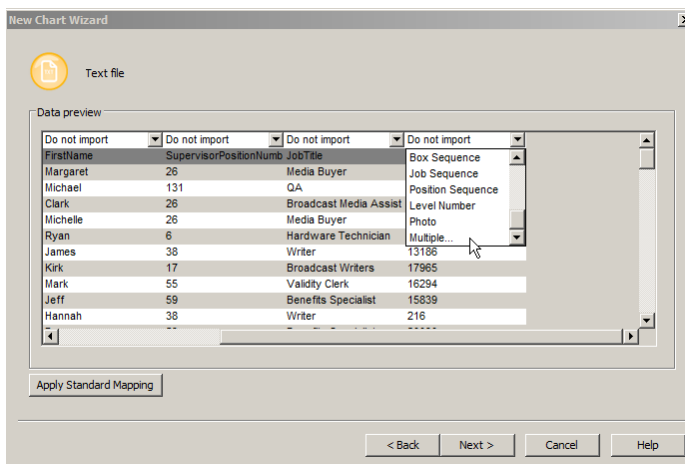 New Chart Wizard
Text file
Data preview
Do not import Do not import Do not import Do not import
FirstName SupervisorPositionNumb JobTitle
Margaret 26 Media Buyer Box Sequence
Michael 131 QA Job Sequence
Clark 26 Broadcast Media Assist Position Sequence
Michelle 26 Media Buyer Level Number
Ryan 6 Hardware Technician Photo
Multiple...
James 38 Writer 13186
Kirk 17 Broadcast Writers 17965
Mark 55 Validity Clerk 16294
Jeff 59 Benefits Specialist 15839
Hannah 38 Writer 216
Apply Standard Mapping
< Back Next > Cancel Help